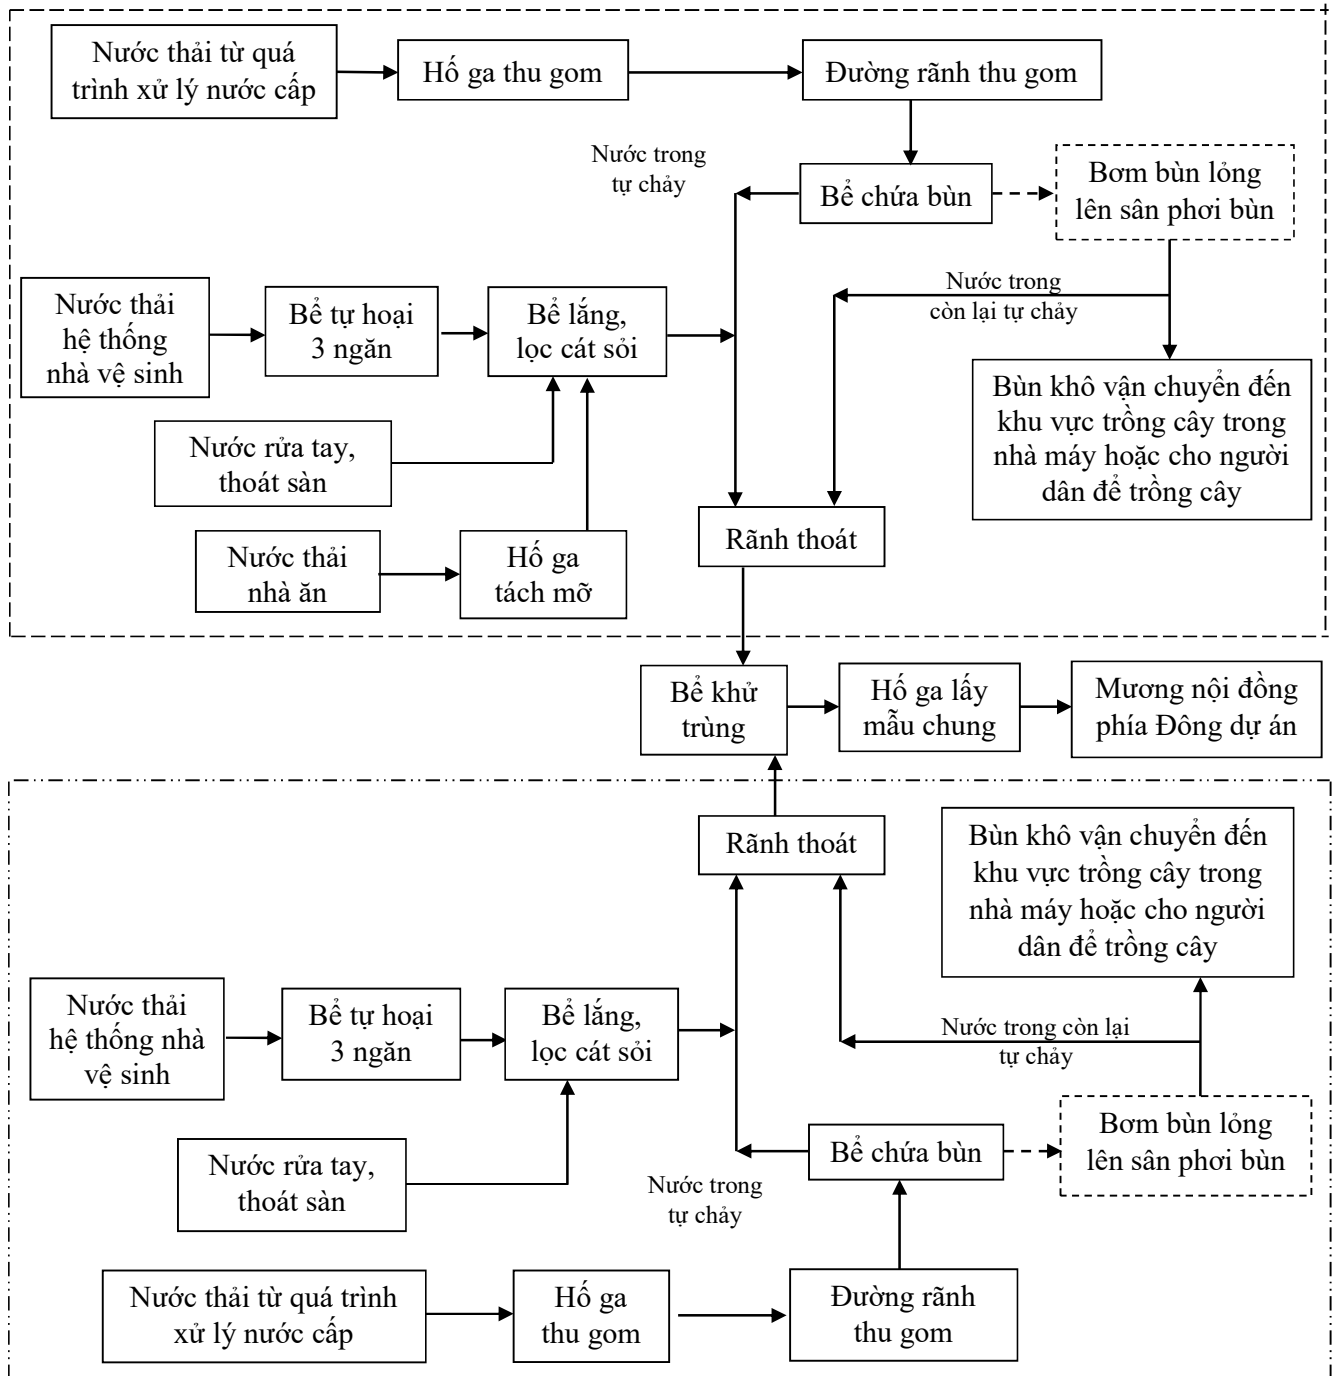 Nước thải từ quá
trình xử lý nước cấp
Hố ga thu gom
Đường rãnh thu gom
Nước trong
tự chảy
Bể chứa bùn
Bơm bùn lỏng
lên sân phơi bùn
Nước trong
còn lại tự chảy
Nước thải
hệ thống
nhà vệ sinh
Bể tự hoại
3 ngăn
Bể lắng,
lọc cát sỏi
Bùn khô vận chuyển đến
khu vực trồng cây trong
nhà máy hoặc cho người
dân để trồng cây
Nước rửa tay,
thoát sàn
Rãnh thoát
Nước thải
nhà ăn
Hố ga
tách mỡ
Bể khử
trùng
Hố ga lấy
mẫu chung
Mương nội đồng
phía Đông dự án
Rãnh thoát
Bùn khô vận chuyển đến
khu vực trồng cây trong
nhà máy hoặc cho người
dân để trồng cây
Nước thải
hệ thống nhà
vệ sinh
Bể tự hoại
3 ngăn
Bể lắng,
lọc cát sỏi
Nước trong còn lại
tự chảy
Nước rửa tay,
thoát sàn
Nước trong
tự chảy
Bể chứa bùn
Bơm bùn lỏng
lên sân phơi bùn
Nước thải từ quá trình
xử lý nước cấp
Hố ga
thu gom
Đường rãnh
thu gom